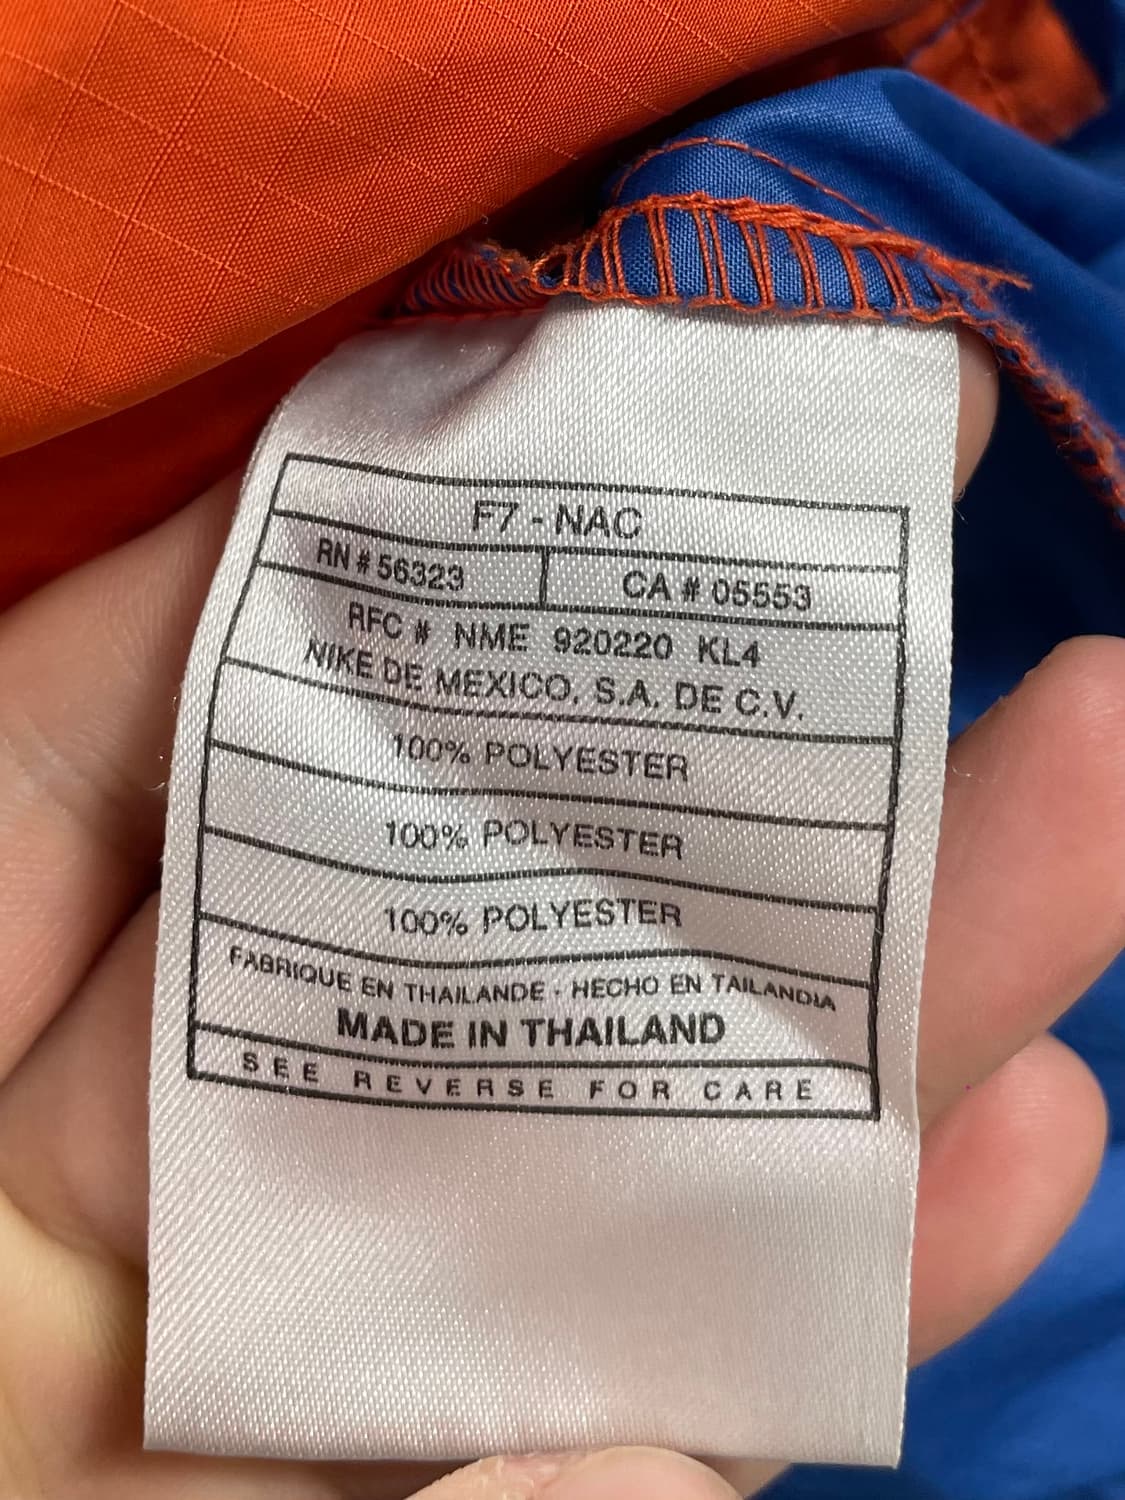 F7 - NAC
RN # 56323 CA # 05553
RFC # NME 920220 KL4
NIKE DE MEXICO, S.A. DE C.V.
100% POLYESTER
100% POLYESTER
100% POLYESTER
FABRIQUE EN THAILANDE - HECHO EN TAILANDIA
MADE IN THAILAND
SEE REVERSE FOR CARE